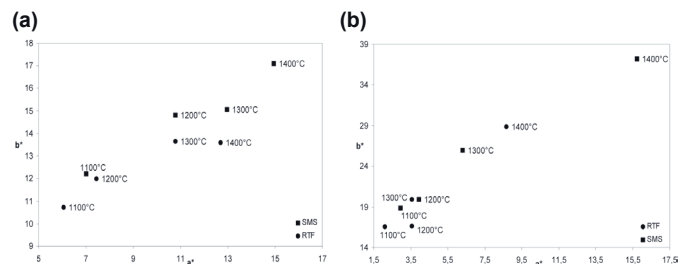 (a)
18
17
16
15
14
b*
13
12
11
10
9
1400°C
1200°C
1300°C
1300°C
1400°C
1100°C
1200°C
1100°C
SMS
RTF
5
7
9
11
13
15
17
a*
(b)
39
34
29
b*
24
19
14
1400°C
1400°C
1300°C
1300°C
1200°C
1100°C
1100°C
1200°C
RTF
SMS
1,5
3,5
5,5
7,5
9,5
11,5
13,5
15,5
17,5
a*